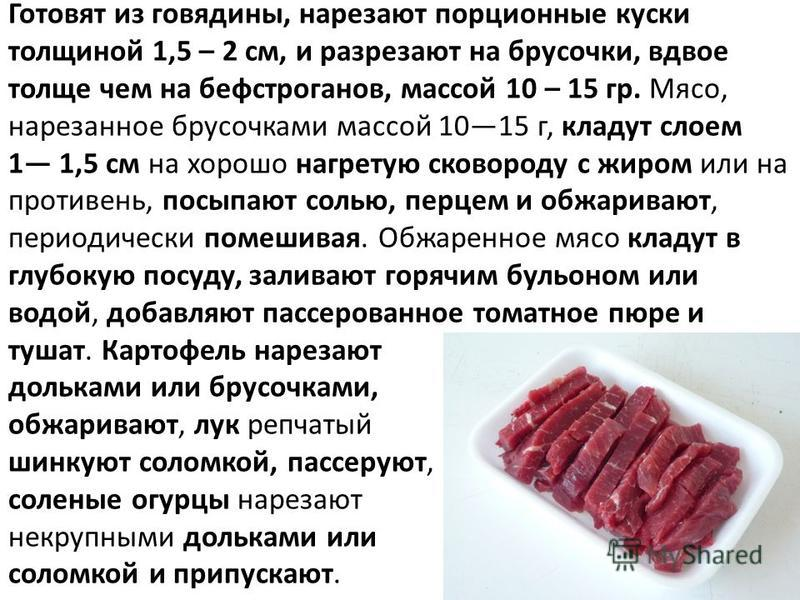 Готовят из говядины, нарезают порционные куски
толщиной 1,5 – 2 см, и разрезают на брусочки, вдвое
толще чем на бефстроганов, массой 10 – 15 гр. Мясо,
нарезанное брусочками массой 10—15 г, кладут слоем
1— 1,5 см на хорошо нагретую сковороду с жиром или на
противень, посыпают солью, перцем и обжаривают,
периодически помешивая. Обжаренное мясо кладут в
глубокую посуду, заливают горячим бульоном или
водой, добавляют пассерованное томатное пюре и
тушат. Картофель нарезают
дольками или брусочками,
обжаривают, лук репчатый
шинкуют соломкой, пассеруют,
соленые огурцы нарезают
некрупными дольками или
соломкой и припускают.
MyShared